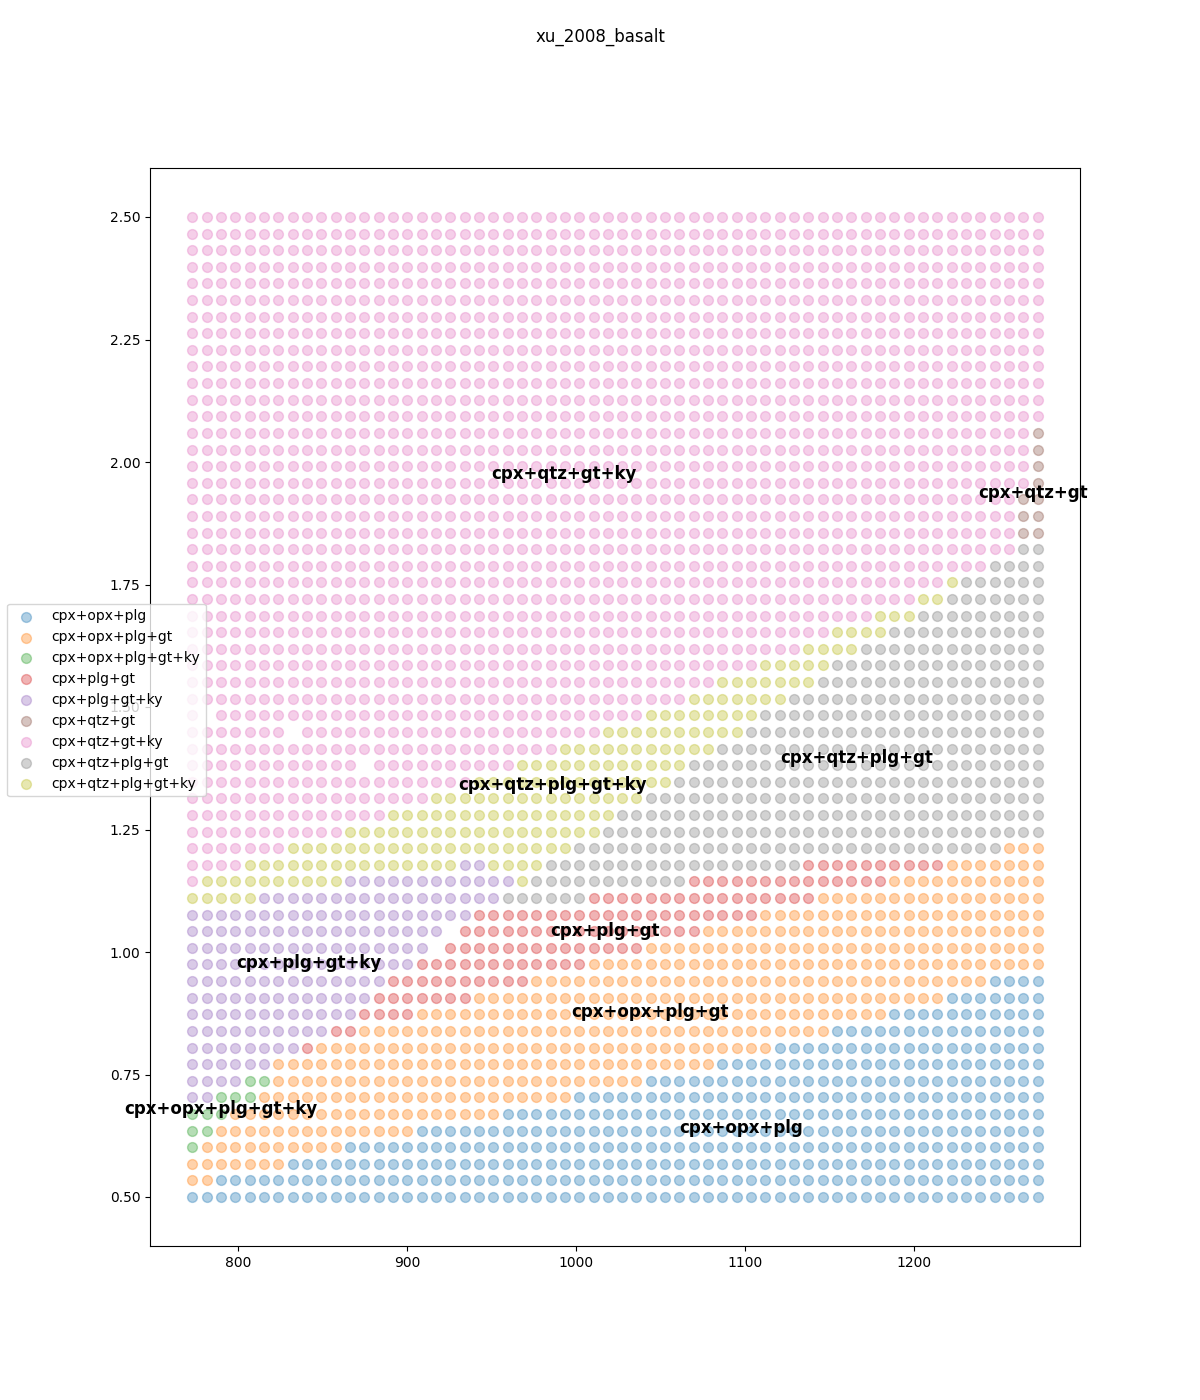 xu_2008_basalt
2.50
2.25
2.00
1.75
1.50
1.25
1.00
0.75
0.50
cpx+qtz+gt+ky
cpx+qtz+gt
cpx+opx+plg
cpx+opx+plg+gt
cpx+opx+plg+gt+ky
cpx+plg+gt
cpx+plg+gt+ky
cpx+qtz+gt
cpx+qtz+gt+ky
cpx+qtz+plg+gt
cpx+qtz+plg+gt+ky
cpx+qtz+plg+gt
cpx+qtz+plg+gt+ky
cpx+plg+gt
cpx+plg+gt+ky
cpx+opx+plg+gt
cpx+opx+plg+gt+ky
cpx+opx+plg
800 900 1000 1100 1200